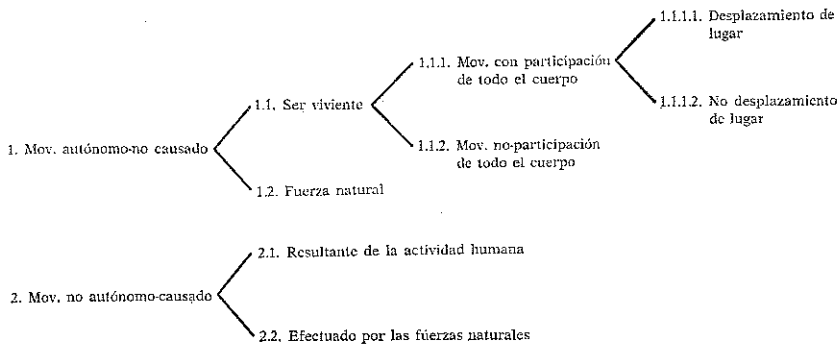 1.1.1.1. Desplazamiento de
lugar
1.1.1. Mov. con participación
de todo el cuerpo
1.1. Ser viviente
1.1.1.2. No desplazamiento
de lugar
1. Mov. autónomo-no causado
1.1.2. Mov. no-participación
de todo el cuerpo
1.2. Fuerza natural
2.1. Resultante de la actividad humana
2. Mov. no autónomo-causado
2.2. Efectuado por las fuerzas naturales